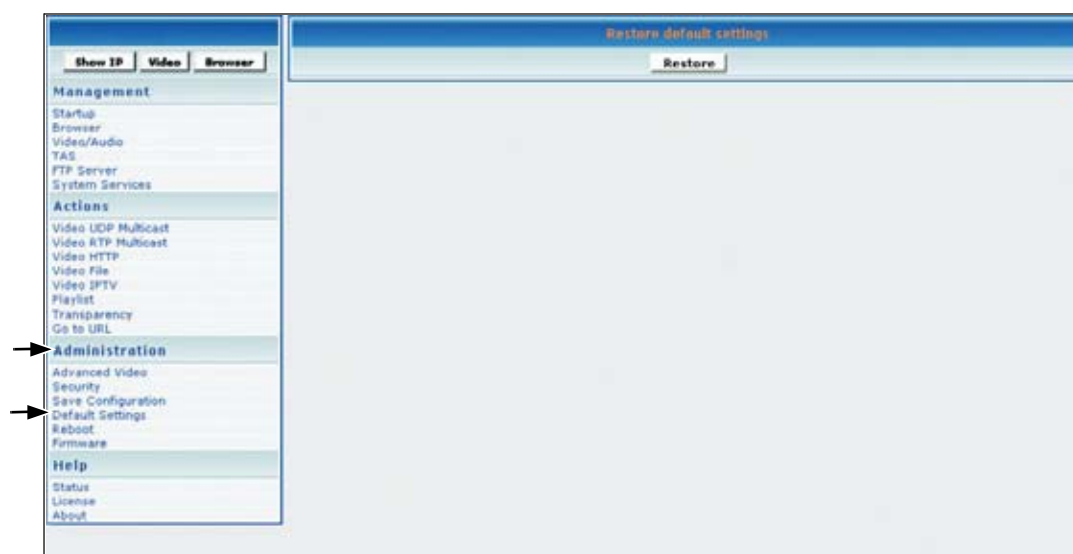 Restore default settings
Show IP Video Browser
Restore
Management
Startup
Browser
Video/Audio
TAS
FTP Server
System Services
Actions
Video UDP Multicast
Video RTP Multicast
Video HTTP
Video File
Video IPTV
Playlist
Transparency
Go to URL
Administration
Advanced Video
Security
Save Configuration
Default Settings
Reboot
Firmware
Help
Status
License
About